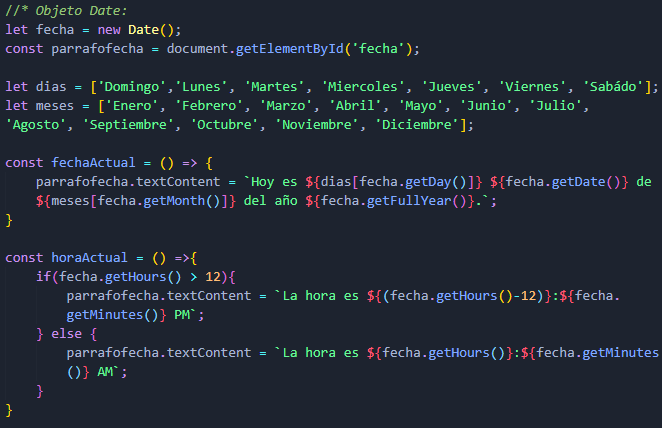 //* Objeto Date:
let fecha = new Date();
const parrafofecha = document.getElementById('fecha');
let dias = ['Domingo','Lunes', 'Martes', 'Miercoles', 'Jueves', 'Viernes', 'Sabádo'];
let meses = ['Enero', 'Febrero', 'Marzo', 'Abril', 'Mayo', 'Junio', 'Julio',
'Agosto', 'Septiembre', 'Octubre', 'Noviembre', 'Diciembre'];
const fechaActual = () => {
parrafofecha.textContent = `Hoy es ${dias[fecha.getDay()]} ${fecha.getDate()} de
${meses[fecha.getMonth()]} del año ${fecha.getFullYear()}.`;
}
const horaActual = () =>{
if(fecha.getHours() > 12){
parrafofecha.textContent = `La hora es ${(fecha.getHours()-12)}:${fecha.
getMinutes()} PM`;
} else {
parrafofecha.textContent = `La hora es ${fecha.getHours()}:${fecha.getMinutes
()} AM`;
}
}